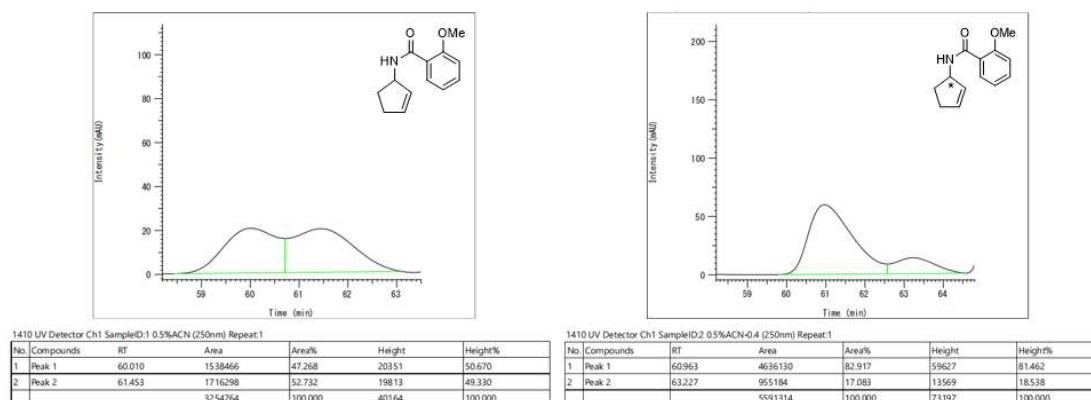 100
80
60
40
20
0
Intensity(mAU)
59 60 61 62 63
Time (min)
O
OMe
HN
200
150
100
50
0
Intensity(mAU)
59 60 61 62 63 64
Time (min)
O
OMe
HN
*
1410 UV Detector Ch1 SampleID:1 0.5%ACN (250nm) Repeat:1
No. Compounds RT Area Area% Height Height%
1 Peak 1 60.010 1538466 47.268 20351 50.670
2 Peak 2 61.453 1716298 52.732 19813 49.330
3254764 100.000 40164 100.000
1410 UV Detector Ch1 SampleID:2 0.5%ACN-0.4 (250nm) Repeat:1
No. Compounds RT Area Area% Height Height%
1 Peak 1 60.963 4636130 82.917 59627 81.462
2 Peak 2 63.227 955184 17.083 13569 18.538
5591314 100.000 73197 100.000